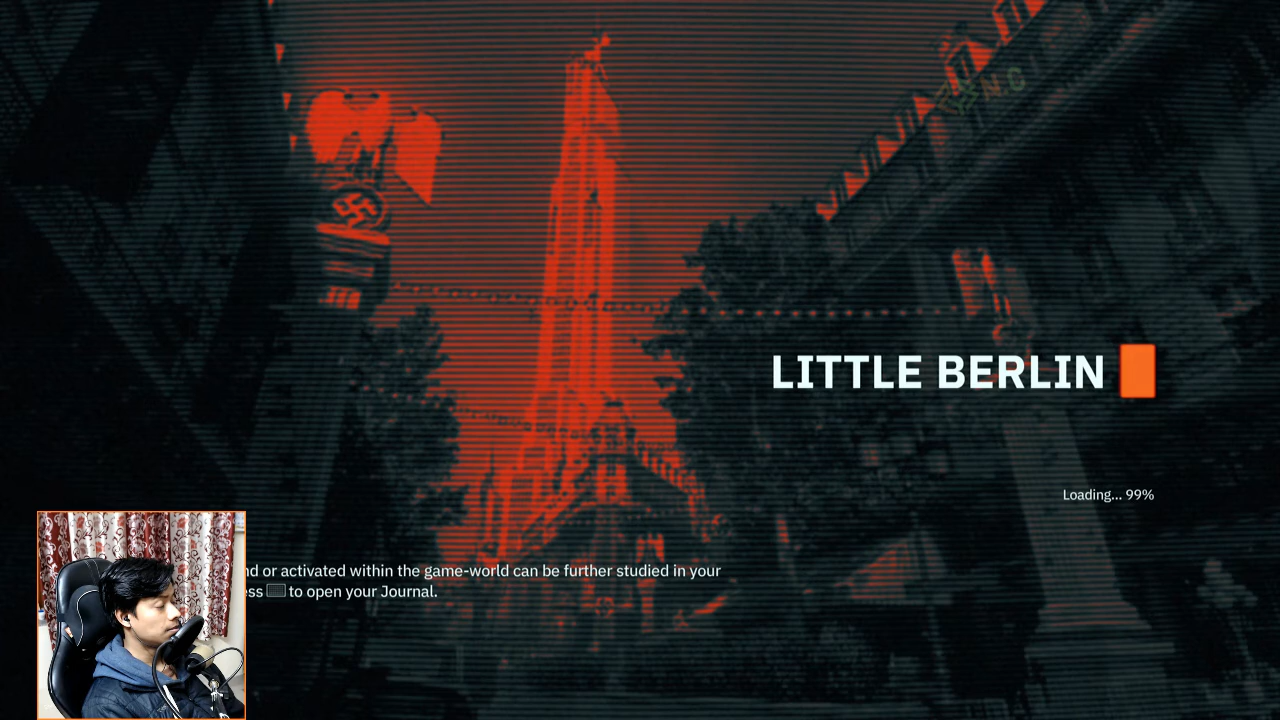 LITTLE BERLIN
Loading... 99%
or activated within the game-world can be further studied in your
to open your Journal.